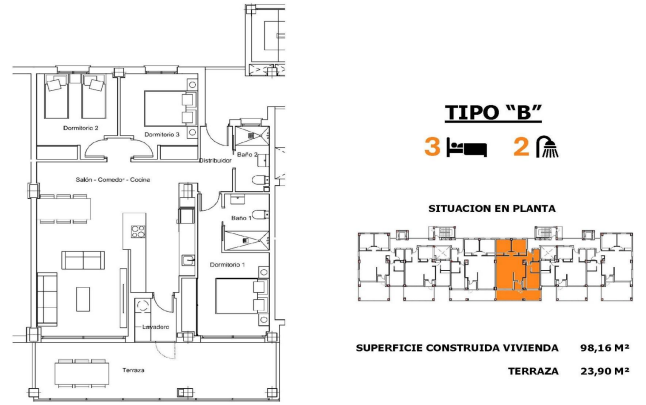 Dormitorio 2
Dormitorio 3
Distribuidor
Baño 2
Salón - Comedor - Cocina
Baño 1
Dormitorio 1
Lavadero
Terraza
TIPO “B”
3
2
SITUACION EN PLANTA
SUPERFICIE CONSTRUIDA VIVIENDA 98,16 M²
TERRAZA 23,90 M²